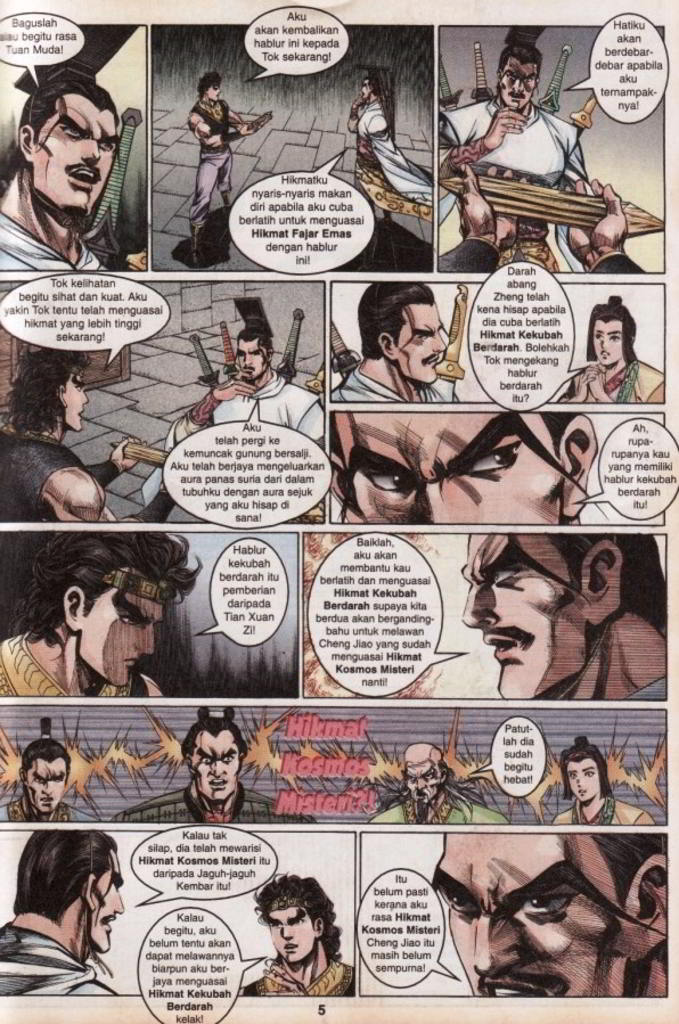 Baguslah
kalau begitu rasa
Tuan Muda!
Aku
akan kembalikan
hablur ini kepada
Tok sekarang!
Hikmatku
nyaris-nyaris makan
diri apabila aku cuba
berlatih untuk menguasai
Hikmat Fajar Emas
dengan hablur
ini!
Hatiku
akan
berdebar-
debar apabila
aku
ternampak-
nya!
Tok kelihatan
begitu sihat dan kuat. Aku
yakin Tok tentu telah menguasai
hikmat yang lebih tinggi
sekarang!
Aku
telah pergi ke
kemuncak gunung bersalji.
Aku telah berjaya mengeluarkan
aura panas suria dari dalam
tubuhku dengan aura sejuk
yang aku hisap di
sana!
Darah
abang
Zheng telah
kena hisap apabila
dia cuba berlatih
Hikmat Kekubah
Berdarah. Bolehkah
Tok mengekang
hablur
berdarah
itu?
Ah,
rupa-
rupanya kau
yang memiliki
hablur kekubah
berdarah
itu!
Hablur
kekubah
berdarah itu
pemberian
daripada
Tian Xuan
Zi!
Baiklah,
aku akan
membantu kau
berlatih dan menguasai
Hikmat Kekubah
Berdarah supaya kita
berdua akan berganding-
bahu untuk melawan
Cheng Jiao yang sudah
menguasai Hikmat
Kosmos Misteri
nanti!
Hikmat
Kosmos
Misteri?!
Patut-
lah dia
sudah
begitu
hebat!
Kalau tak
silap, dia telah mewarisi
Hikmat Kosmos Misteri itu
daripada Jaguh-jaguh
Kembar itu!
Kalau
begitu, aku
belum tentu akan
dapat melawannya
biarpun aku ber-
jaya menguasai
Hikmat Kekubah
Berdarah
kelak!
Itu
belum pasti
kerana aku
rasa Hikmat
Kosmos Misteri
Cheng Jiao itu
masih belum
sempurna!
5